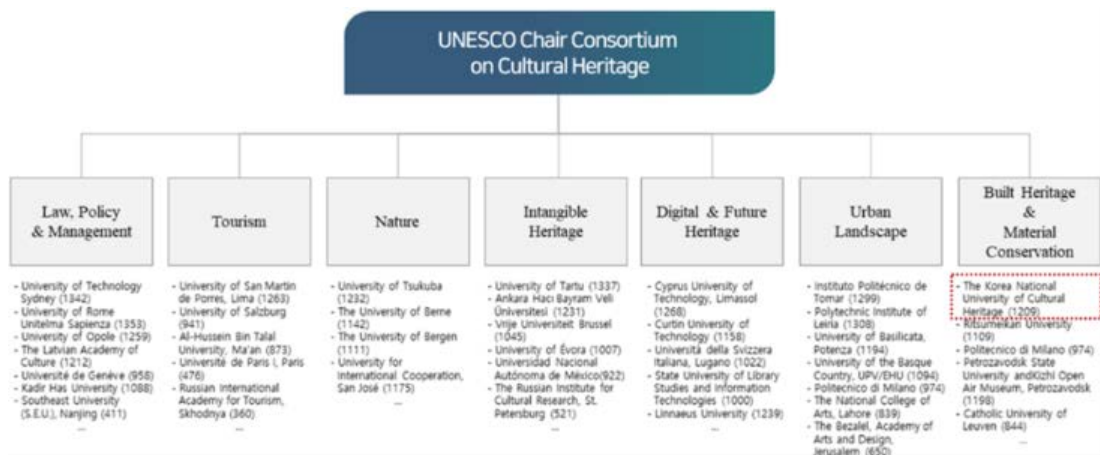 UNESCO Chair Consortium
on Cultural Heritage
Law, Policy
& Management
Tourism
Nature
Intangible
Heritage
Digital & Future
Heritage
Urban
Landscape
Built Heritage
&
Material
Conservation
- University of Technology
Sydney (1342)
- University of Rome
Unitelma Sapienza (1353)
- University of Opole (1259)
- The Latvian Academy of
Culture (1212)
- Université de Genève (958)
- Kadir Has University (1088)
- Southeast University
(S.E.U.), Nanjing (411)
...
- University of San Martin
de Porres, Lima (1263)
- University of Salzburg
(941)
- Al-Hussein Bin Talal
University, Ma'an (873)
- Université de Paris I, Paris
(476)
- Russian International
Academy for Tourism,
Skhodnya (360)
...
- University of Tsukuba
(1232)
- The University of Berne
(1142)
- The University of Bergen
(1111)
- University for
International Cooperation,
San José (1175)
...
- University of Tartu (1337)
- Ankara Hacı Bayram Veli
Üniversitesi (1231)
- Vrije Universiteit Brussel
(1045)
- University of Évora (1007)
- Universidad Nacional
Autónoma de México(922)
- The Russian Institute for
Cultural Research, St.
Petersburg (521)
...
- Cyprus University of
Technology, Limassol
(1268)
- Curtin University of
Technology (1158)
- Università della Svizzera
Italiana, Lugano (1022)
- State University of Library
Studies and Information
Technologies (1000)
- Linnaeus University (1239)
...
- Instituto Politécnico de
Tomar (1299)
- Polytechnic Institute of
Leiria (1308)
- University of Basilicata,
Potenza (1194)
- University of the Basque
Country, UPV/EHU (1094)
- Politecnico di Milano (974)
- The National College of
Arts, Lahore (839)
- The Bezalel, Academy of
Arts and Design,
Jerusalem (650)
- The Korea National
University of Cultural
Heritage (1209)
- Ritsumeikan University
(1109)
- Politecnico di Milano (974)
- Petrozavodsk State
University andKizhi Open
Air Museum, Petrozavodsk
(1198)
- Catholic University of
Leuven (844)
...